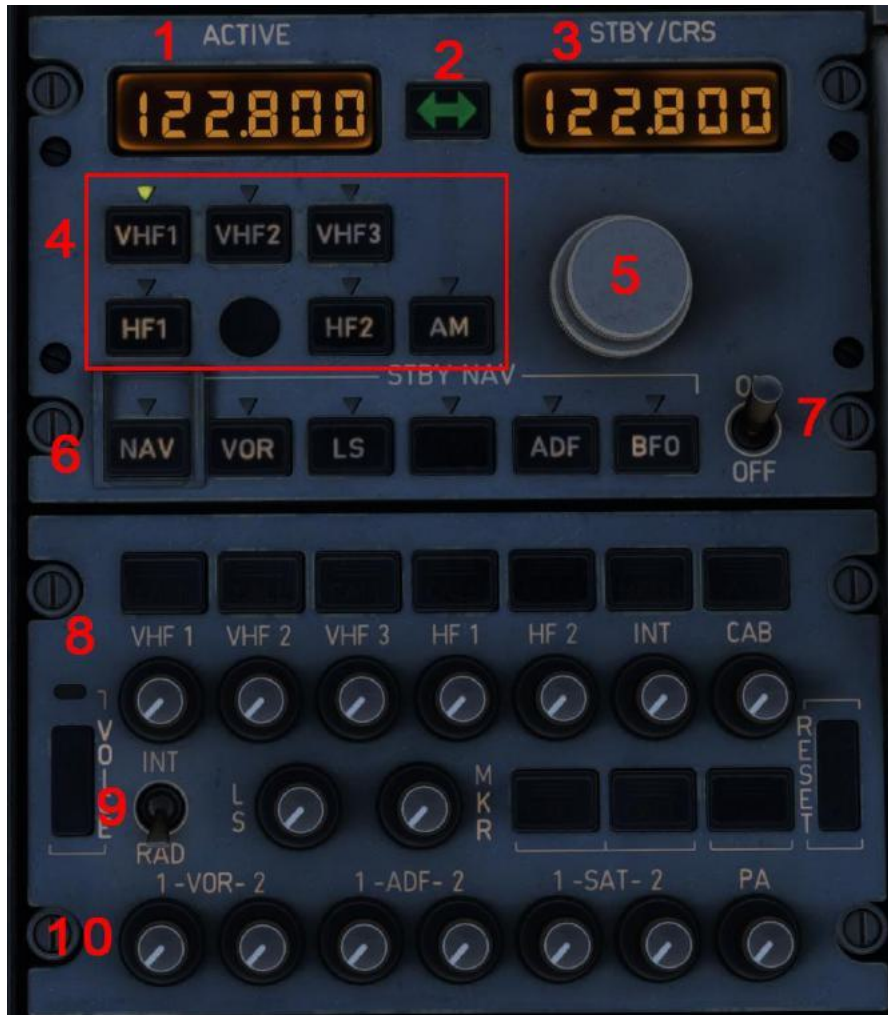 1 ACTIVE 2 3 STBY/CRS
122.800 122.800
4 VHF1 VHF2 VHF3
5
HF1 HF2 AM
STBY NAV
6 NAV VOR LS ADF BFO 7
OFF
8 VHF 1 VHF 2 VHF 3 HF 1 HF 2 INT CAB
VOICE
RESET
INT
9
LS
MKR
RAD
1-VOR-2 1-ADF-2 1-SAT-2 PA
10